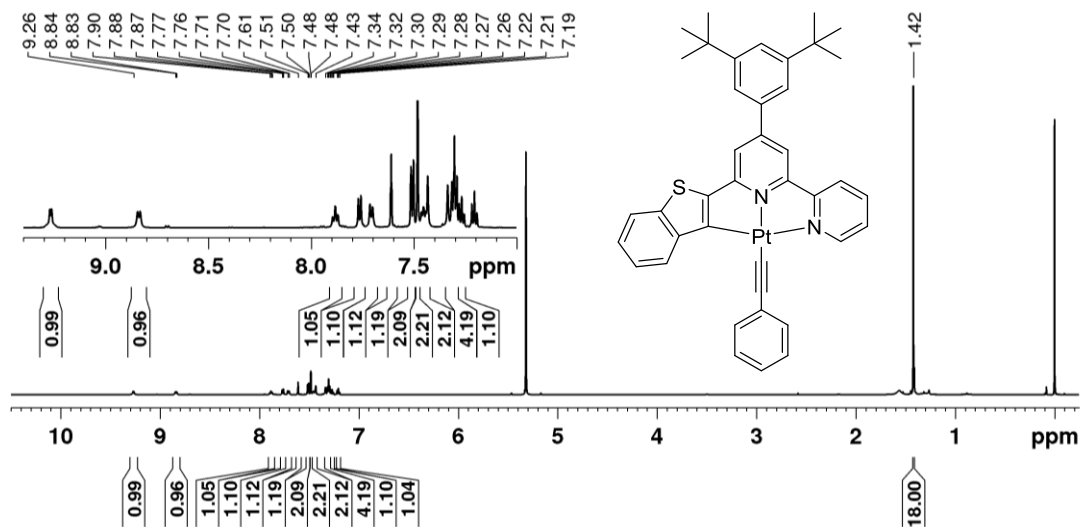 9.26 8.84 8.83 7.90 7.88 7.87 7.77 7.76 7.71 7.70 7.61 7.51 7.50 7.48 7.48 7.43 7.34 7.32 7.30 7.29 7.28 7.27 7.26 7.22 7.21 7.19
1.42
S
N
N
Pt
9.0 8.5 8.0 7.5 ppm
0.99 0.96 1.05 1.10 1.12 1.19 2.09 2.21 2.12 4.19 1.10
10 9 8 7 6 5 4 3 2 1 ppm
0.99 0.96 1.05 1.10 1.12 1.19 2.09 2.21 2.12 4.19 1.10 1.04 18.00